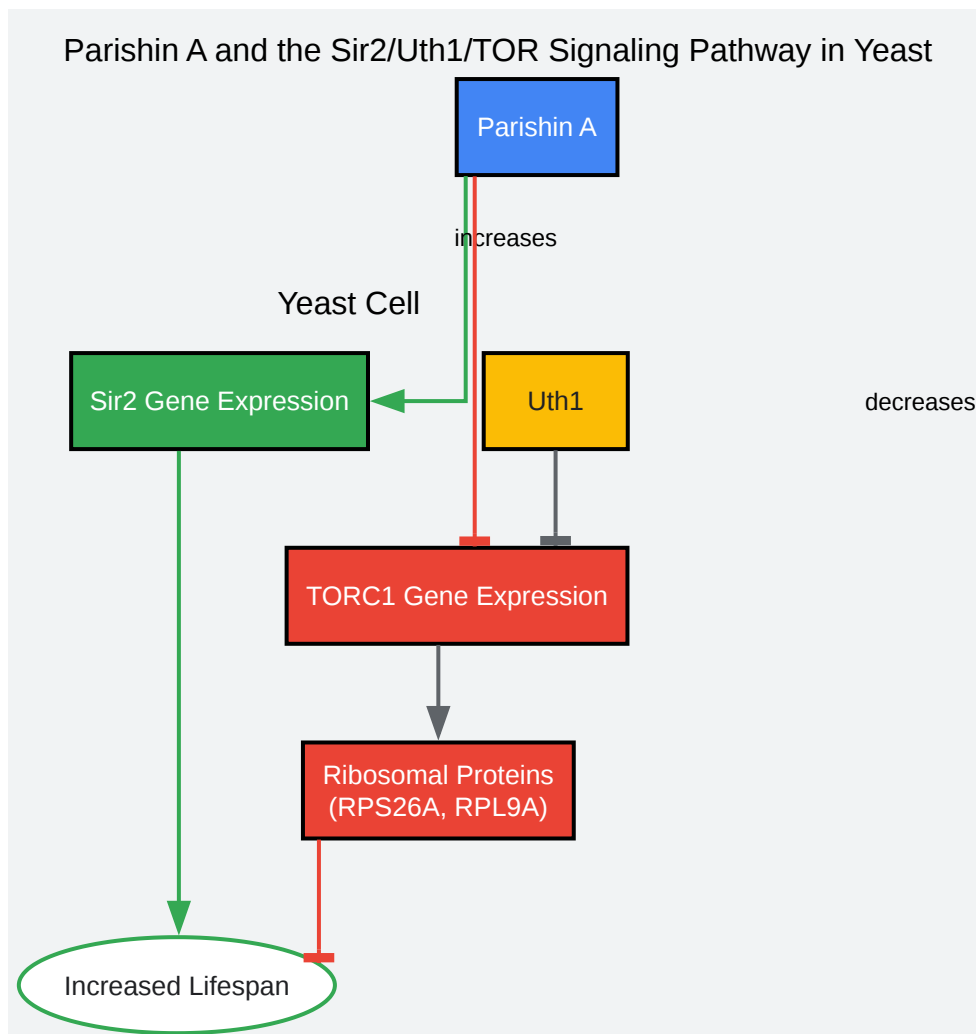 Parishin A and the Sir2/Uth1/TOR Signaling Pathway in Yeast
Parishin A
increases
Yeast Cell
Sir2 Gene Expression
Uth1
decreases
TORC1 Gene Expression
Ribosomal Proteins
(RPS26A, RPL9A)
Increased Lifespan